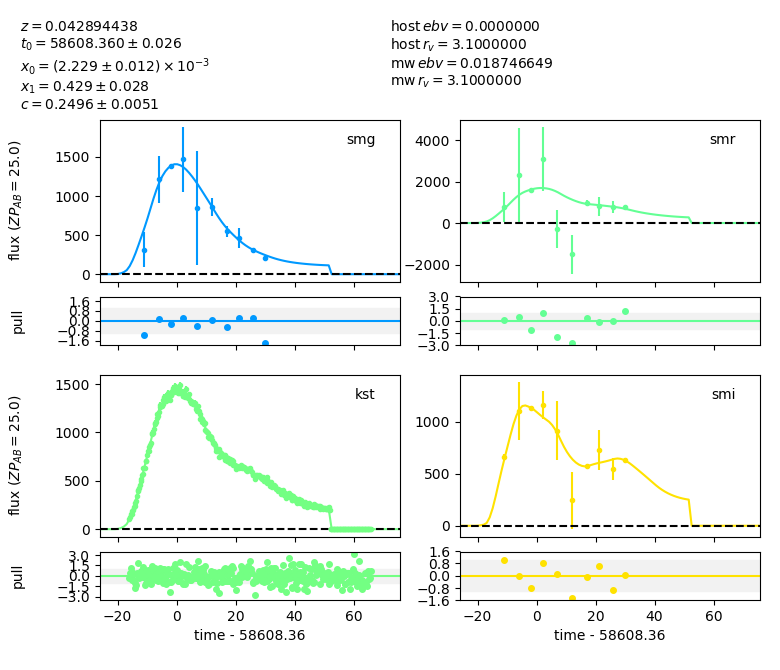 z = 0.042894438
t₀ = 58608.360 ± 0.026
x₀ = (2.229 ± 0.012) × 10⁻³
x₁ = 0.429 ± 0.028
c = 0.2496 ± 0.0051
host ebv = 0.0000000
host r_v = 3.1000000
mw ebv = 0.018746649
mw r_v = 3.1000000
smg
flux (ZP_AB = 25.0)
1500
1000
500
0
smr
4000
2000
0
−2000
pull
1.6
0.8
0.0
−0.8
−1.6
3.0
1.5
0.0
−1.5
−3.0
kst
flux (ZP_AB = 25.0)
1500
1000
500
0
smi
1000
500
0
pull
3.0
1.5
0.0
−1.5
−3.0
−20 0 20 40 60
time - 58608.36
1.6
0.8
0.0
−0.8
−1.6
−20 0 20 40 60
time - 58608.36